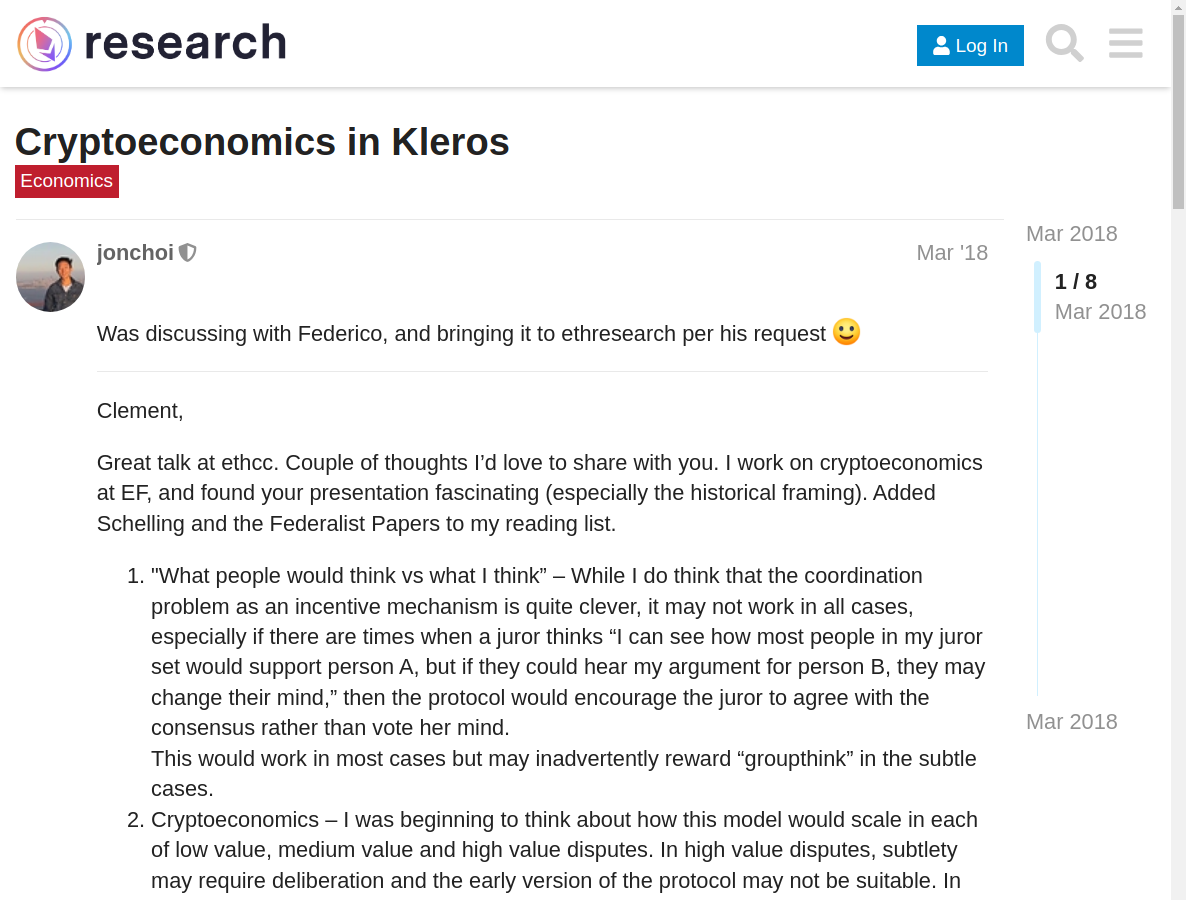 research
Log In
Cryptoeconomics in Kleros
Economics
jonchoi
Mar '18
Mar 2018
1 / 8
Mar 2018
Was discussing with Federico, and bringing it to ethresearch per his request
Clement,
Great talk at ethcc. Couple of thoughts I’d love to share with you. I work on cryptoeconomics
at EF, and found your presentation fascinating (especially the historical framing). Added
Schelling and the Federalist Papers to my reading list.
1. "What people would think vs what I think” – While I do think that the coordination
problem as an incentive mechanism is quite clever, it may not work in all cases,
especially if there are times when a juror thinks “I can see how most people in my juror
set would support person A, but if they could hear my argument for person B, they may
change their mind,” then the protocol would encourage the juror to agree with the
consensus rather than vote her mind.
This would work in most cases but may inadvertently reward “groupthink” in the subtle
cases.
2. Cryptoeconomics – I was beginning to think about how this model would scale in each
of low value, medium value and high value disputes. In high value disputes, subtlety
may require deliberation and the early version of the protocol may not be suitable. In
Mar 2018